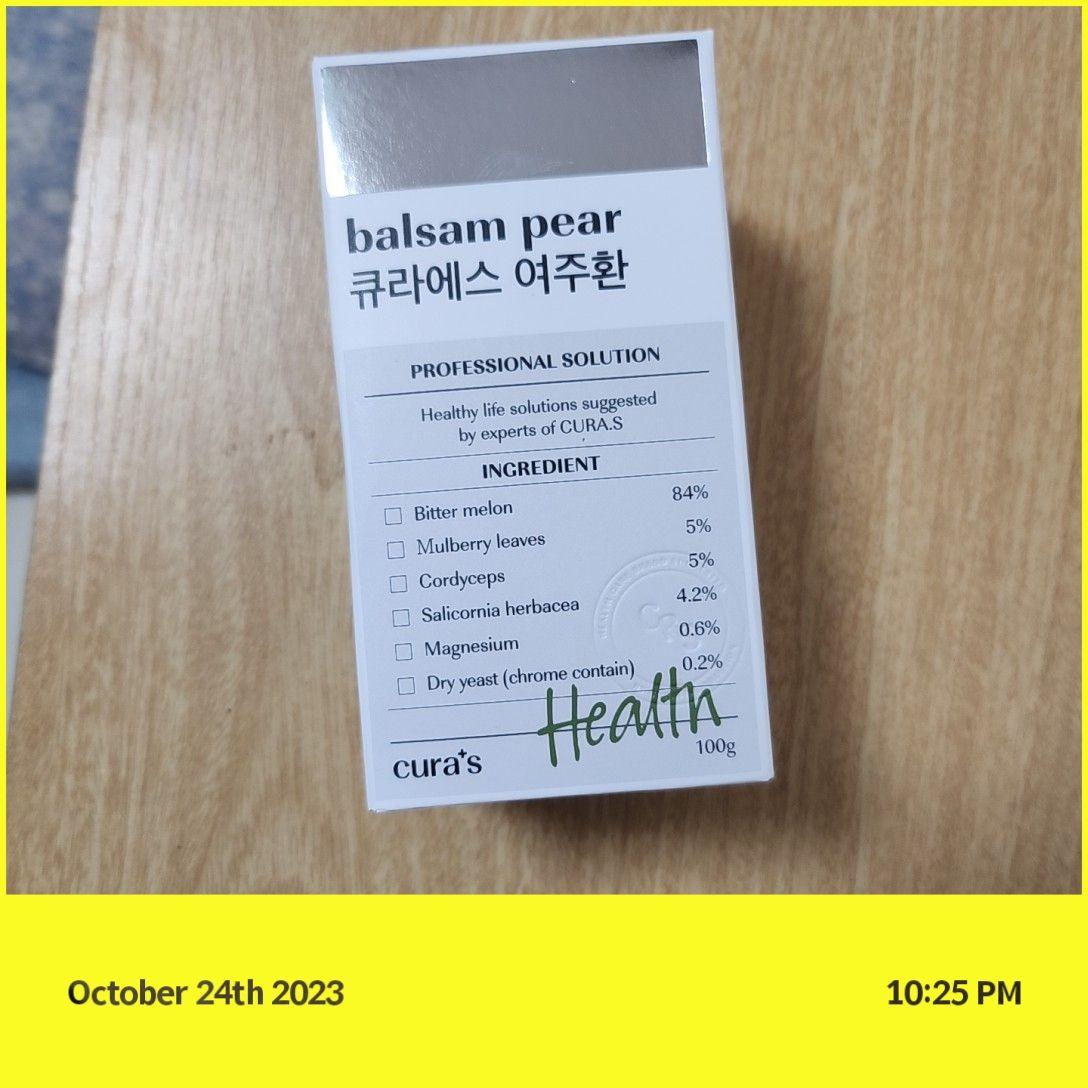 balsam pear
큐라에스 여주환
PROFESSIONAL SOLUTION
Healthy life solutions suggested
by experts of CURA.S
INGREDIENT
Bitter melon 84%
Mulberry leaves 5%
Cordyceps 5%
Salicornia herbacea 4.2%
Magnesium 0.6%
Dry yeast (chrome contain) 0.2%
Health
cura+s 100g
October 24th 2023 10:25 PM